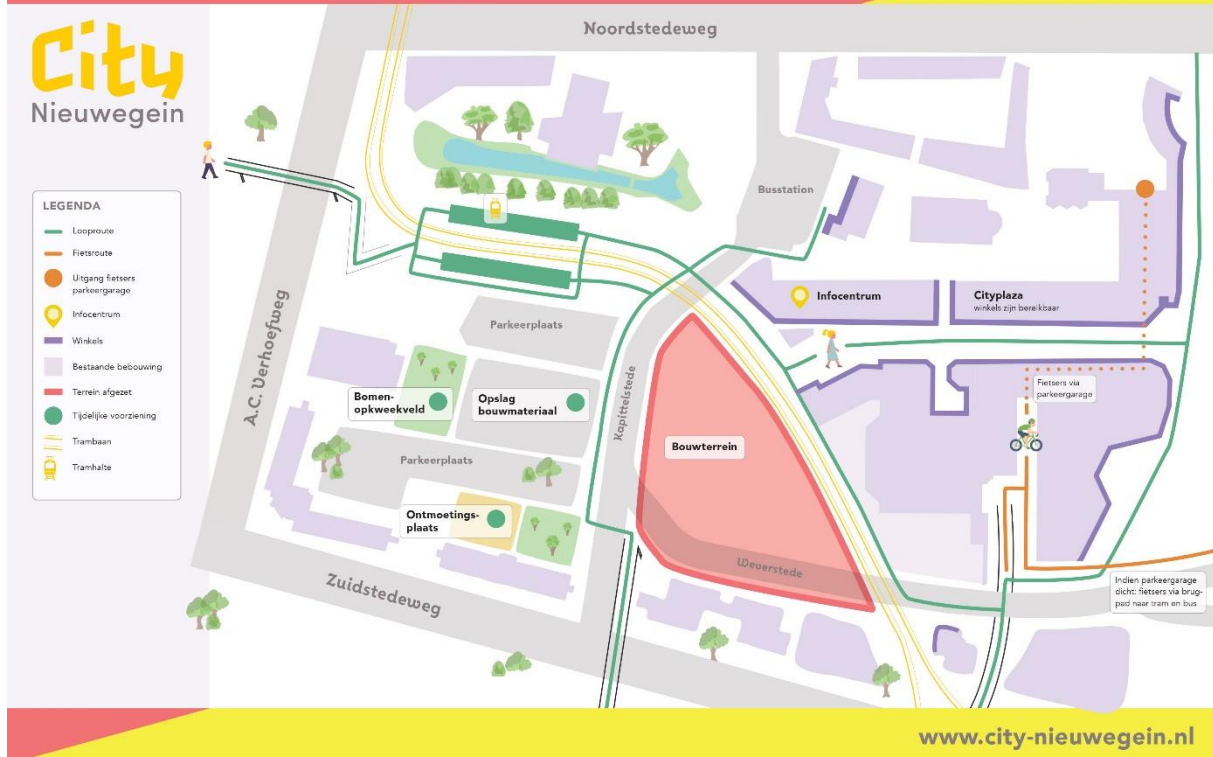 City
Nieuwegein
LEGENDA
Looproute
Fietsroute
Uitgang fietsers
parkeergarage
Infocentrum
Winkels
Bestaande bebouwing
Terrein afgezet
Tijdelijke voorziening
Trambaan
Tramhalte
Noordstedeweg
Busstation
A.C. Verhoefweg
Infocentrum
Cityplaza
winkels zijn bereikbaar
Parkeerplaats
Kapittelstede
Bomen-
opkweekveld
Opslag
bouwmateriaal
Fietsers via
parkeergarage
Bouwterrein
Parkeerplaats
Ontmoetings-
plaats
Weverstede
Zuidstedeweg
Indien parkeergarage
dicht: fietsers via brug-
pad naar tram en bus
www.city-nieuwegein.nl